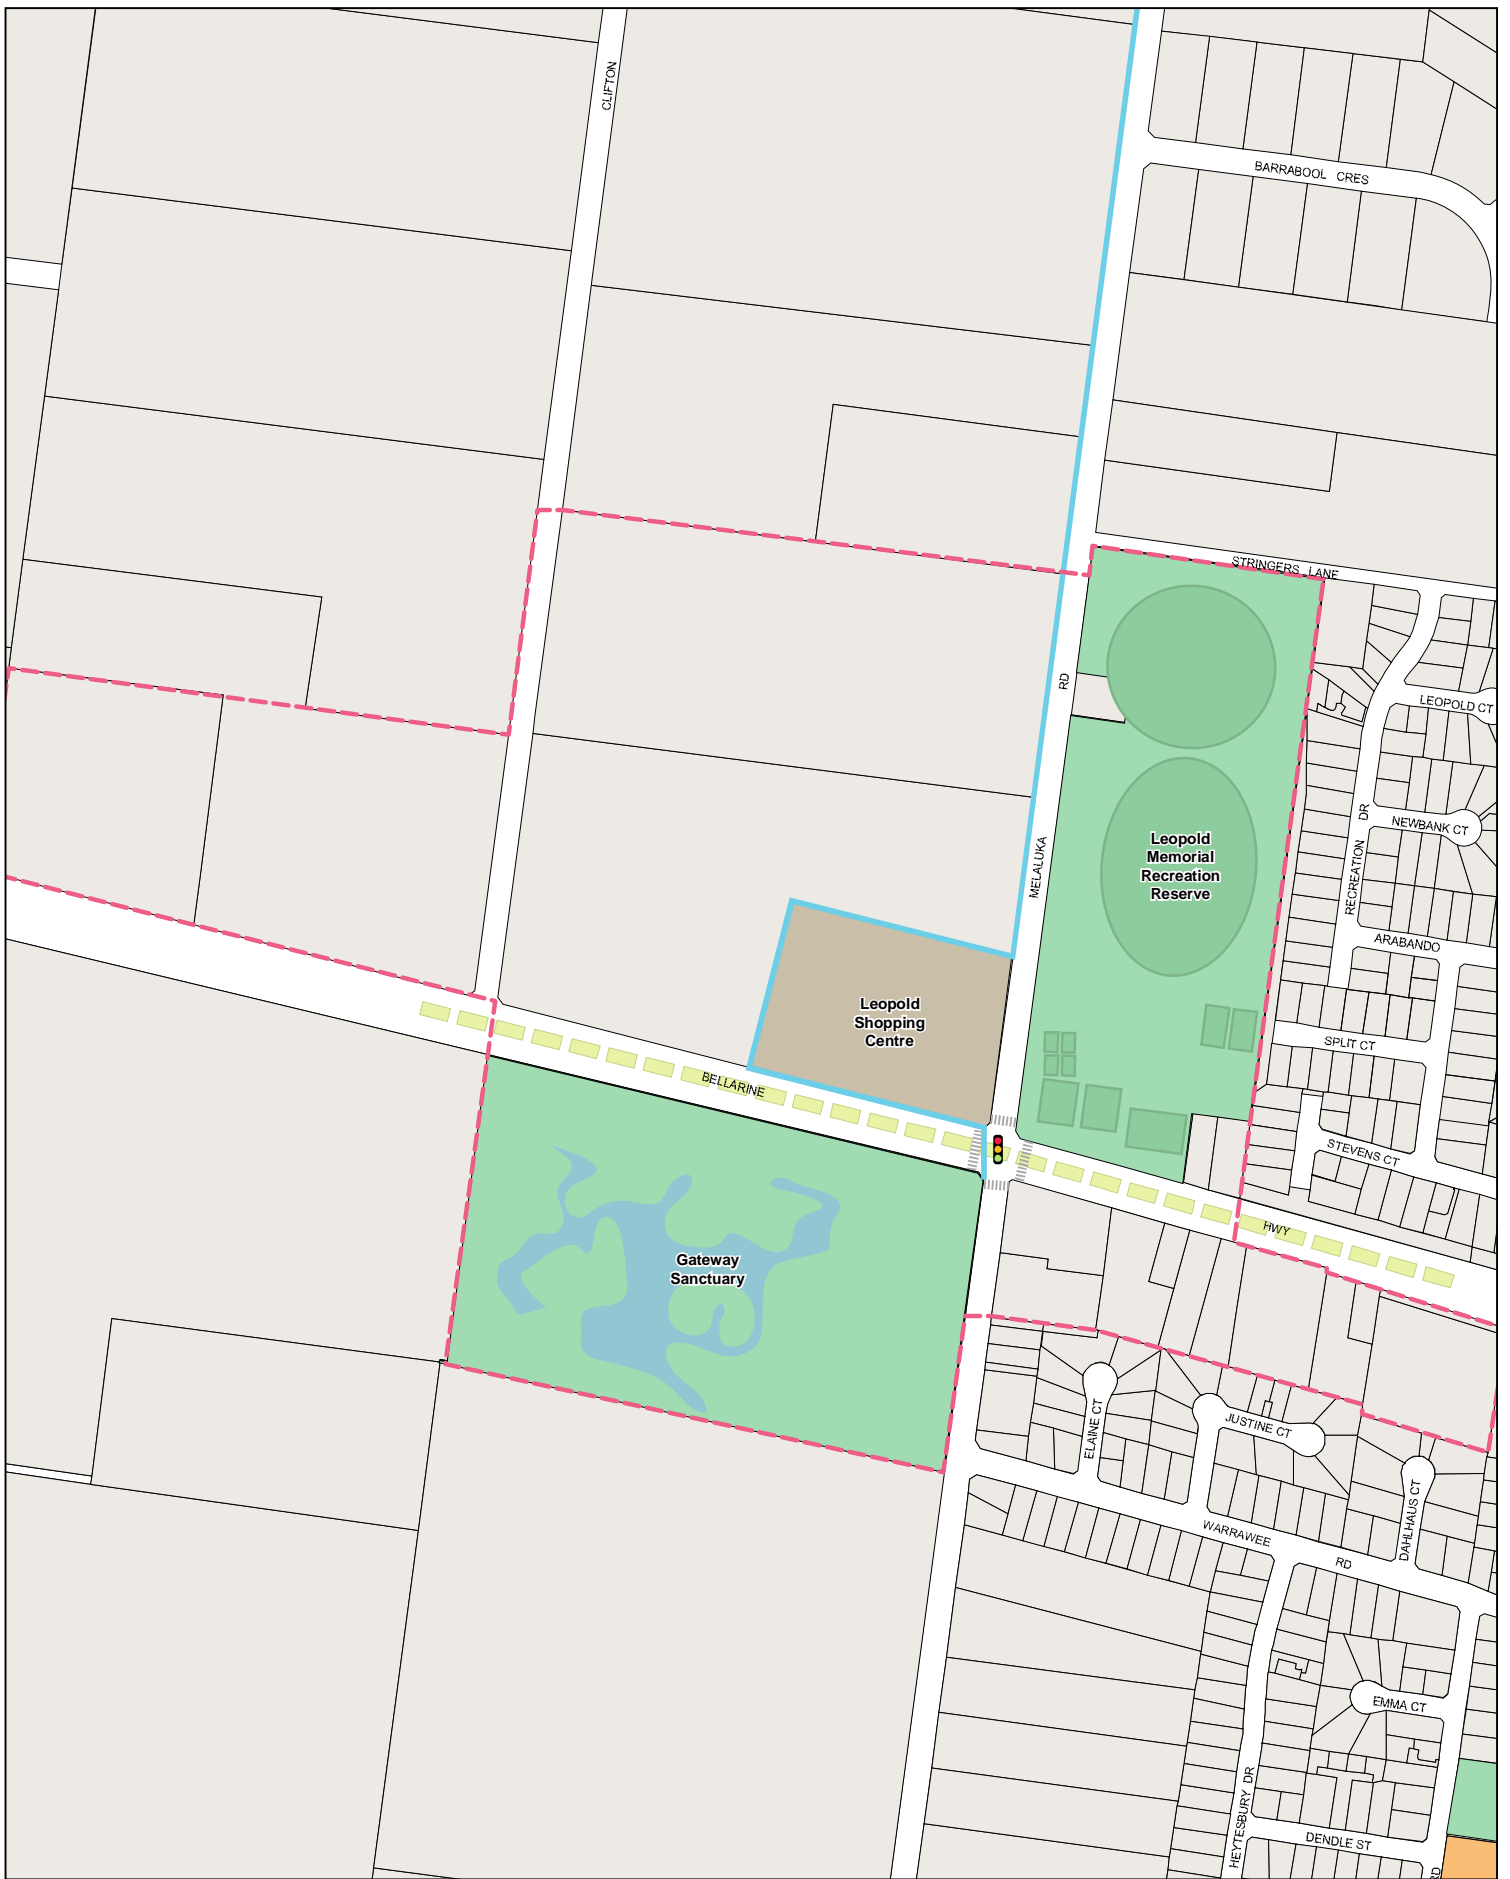 CLIFTON
BARRABOOL CRES
STRINGERS LANE
RD
LEOPOLD CT
DR
NEWBANK CT
Leopold
Memorial
Recreation
Reserve
MELALUKA
RECREATION
ARABANDO
Leopold
Shopping
Centre
SPLIT CT
BELLARINE
STEVENS CT
HWY
Gateway
Sanctuary
ELAINE CT
JUSTINE CT
DAHLHAUS CT
WARRAWEE
RD
EMMA CT
HEYTESBURY DR
DENDLE ST
RD